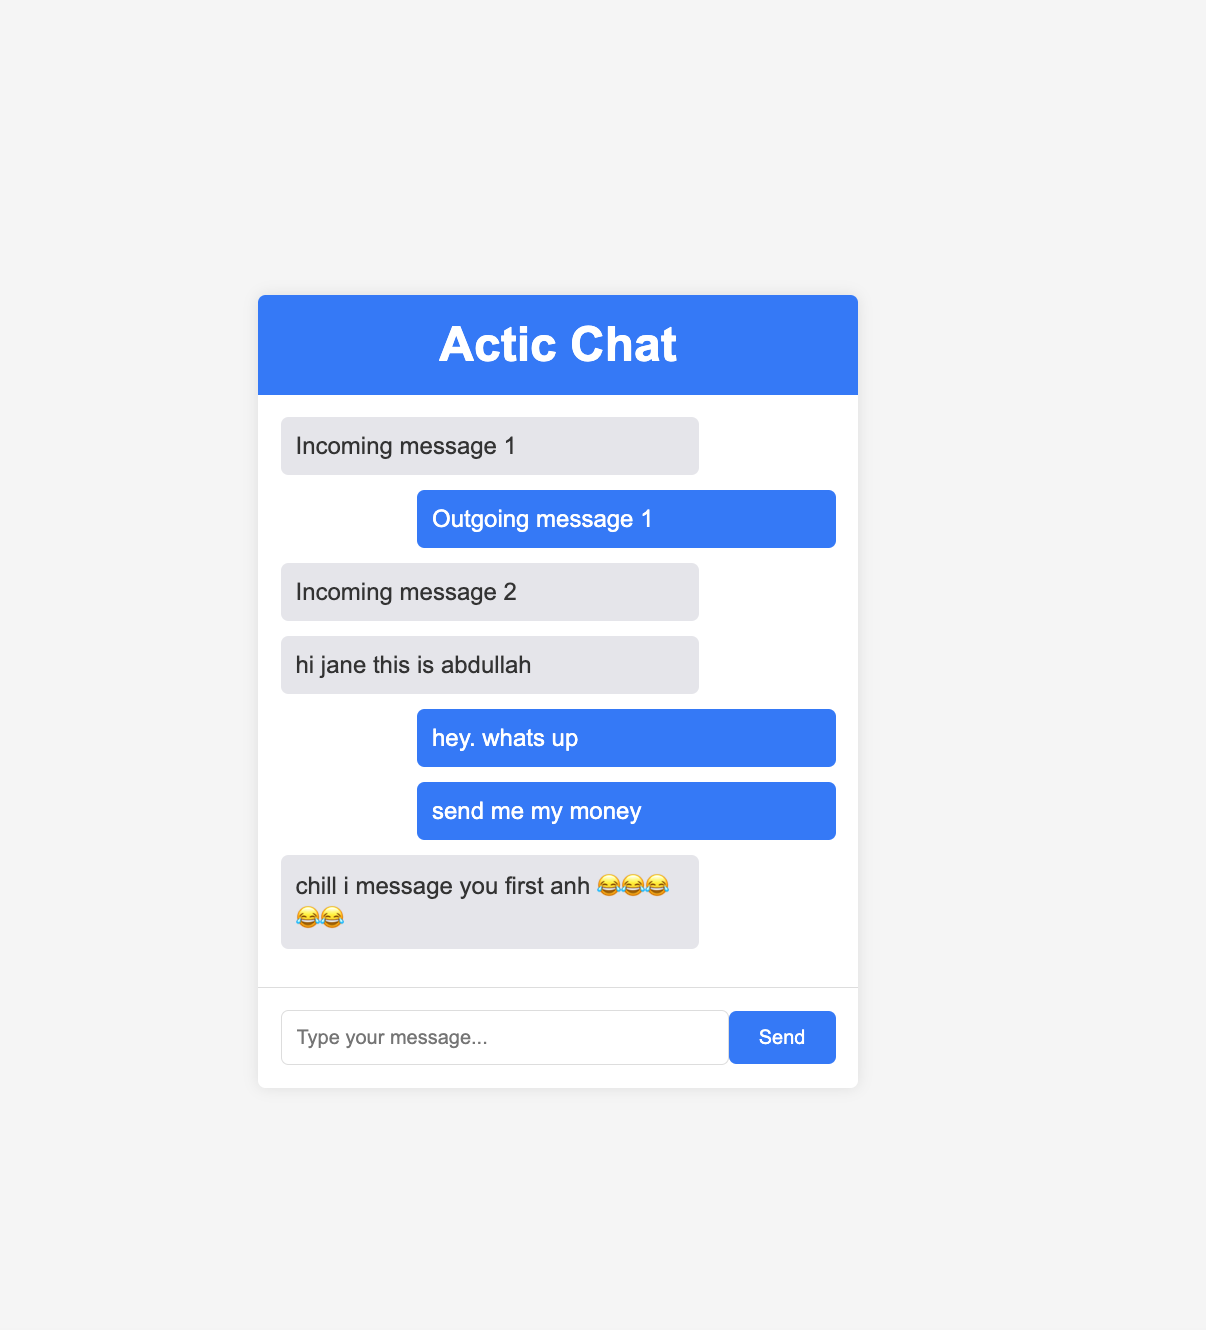 Actic Chat
Incoming message 1
Outgoing message 1
Incoming message 2
hi jane this is abdullah
hey. whats up
send me my money
chill i message you first anh 😂😂😂
😂😂
Type your message...
Send